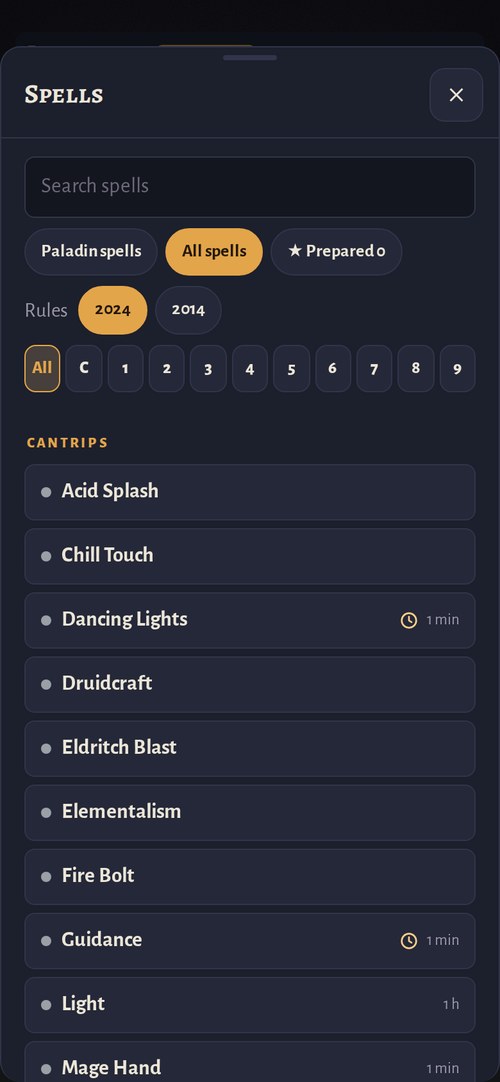 Spells
Search spells
Paladin spells All spells ★ Prepared 0
Rules 2024 2014
All C 1 2 3 4 5 6 7 8 9
CANTRIPS
Acid Splash
Chill Touch
Dancing Lights 1 min
Druidcraft
Eldritch Blast
Elementalism
Fire Bolt
Guidance 1 min
Light 1 h
Mage Hand 1 min